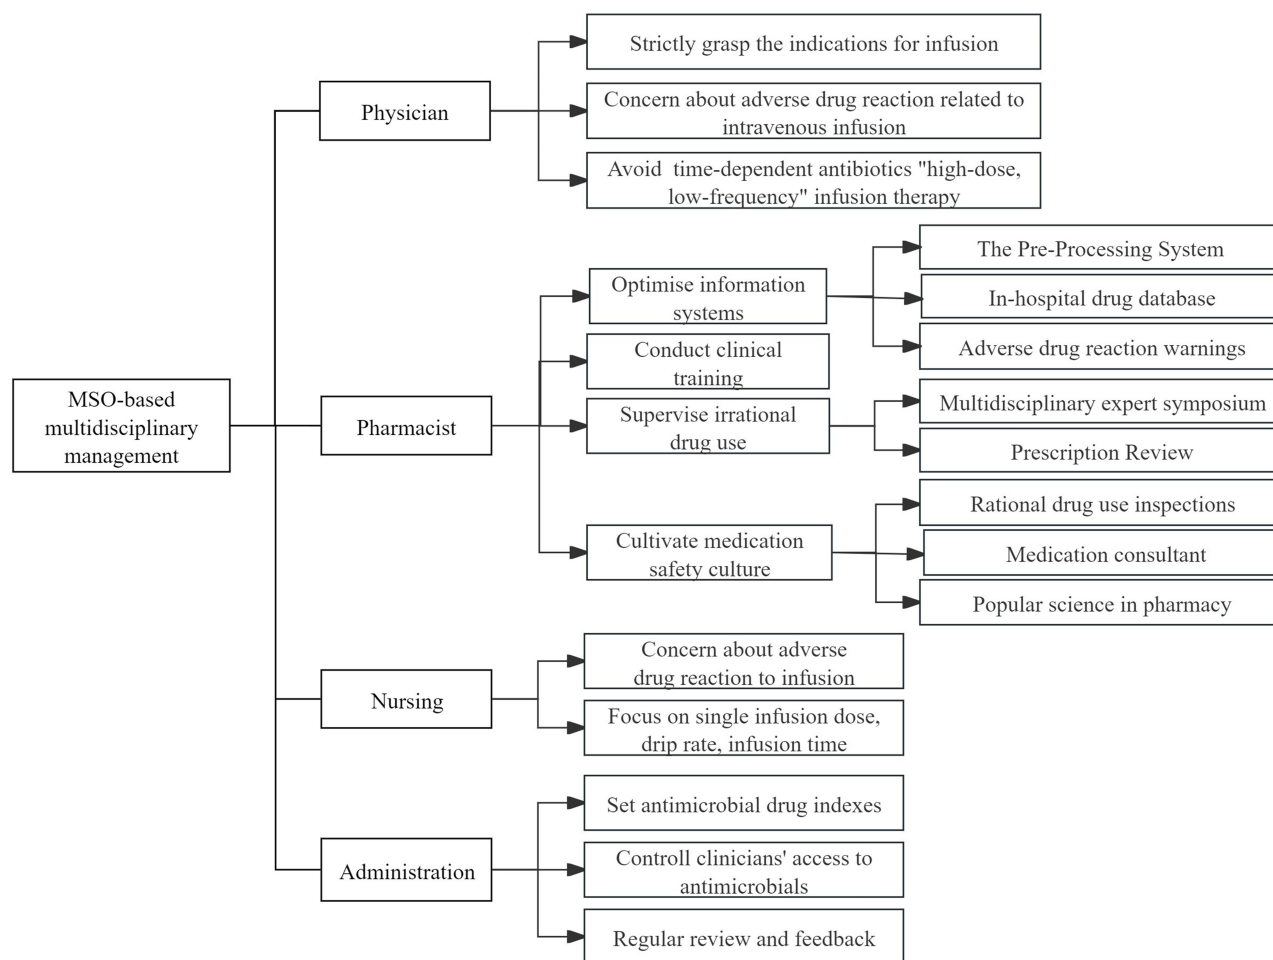 MSO-based
multidisciplinary
management
Physician
Strictly grasp the indications for infusion
Concern about adverse drug reaction related to
intravenous infusion
Avoid time-dependent antibiotics "high-dose,
low-frequency" infusion therapy
Pharmacist
Optimise information
systems
The Pre-Processing System
In-hospital drug database
Adverse drug reaction warnings
Conduct clinical
training
Supervise irrational
drug use
Multidisciplinary expert symposium
Prescription Review
Cultivate medication
safety culture
Rational drug use inspections
Medication consultant
Popular science in pharmacy
Nursing
Concern about adverse
drug reaction to infusion
Focus on single infusion dose,
drip rate, infusion time
Administration
Set antimicrobial drug indexes
Controll clinicians' access to
antimicrobials
Regular review and feedback